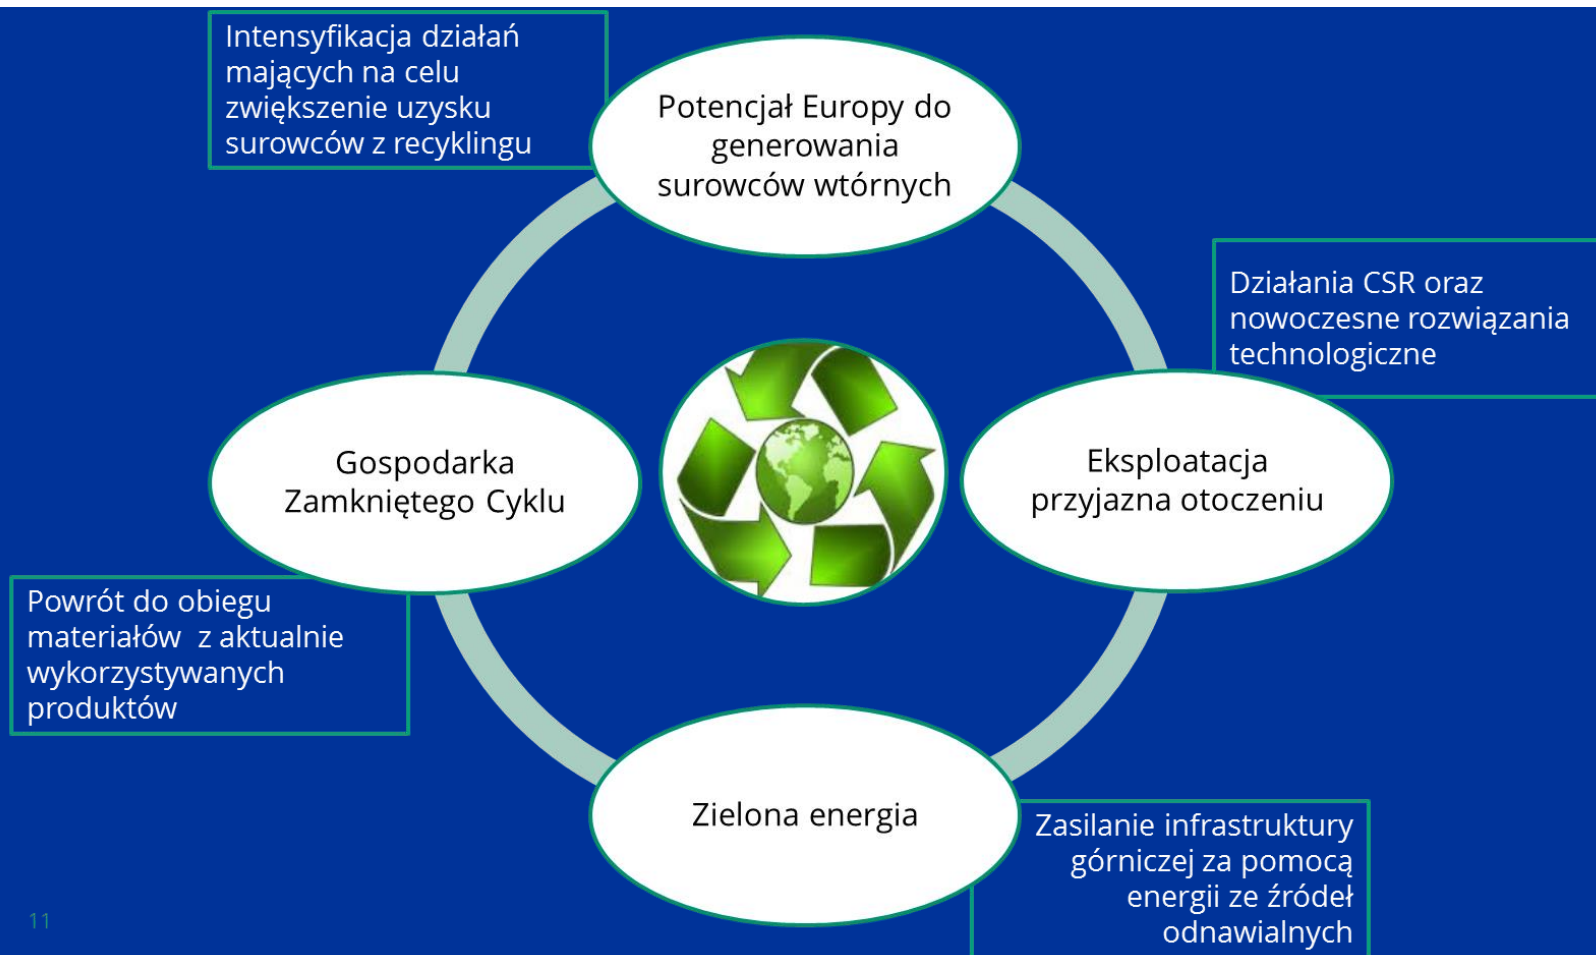 Intensyfikacja działań
mających na celu
zwiększenie uzysku
surowców z recyklingu
Potencjał Europy do
generowania
surowców wtórnych
Działania CSR oraz
nowoczesne rozwiązania
technologiczne
Gospodarka
Zamkniętego Cyklu
Eksploatacja
przyjazna otoczeniu
Powrót do obiegu
materiałów z aktualnie
wykorzystywanych
produktów
Zielona energia
Zasilanie infrastruktury
górniczej za pomocą
energii ze źródeł
odnawialnych
11